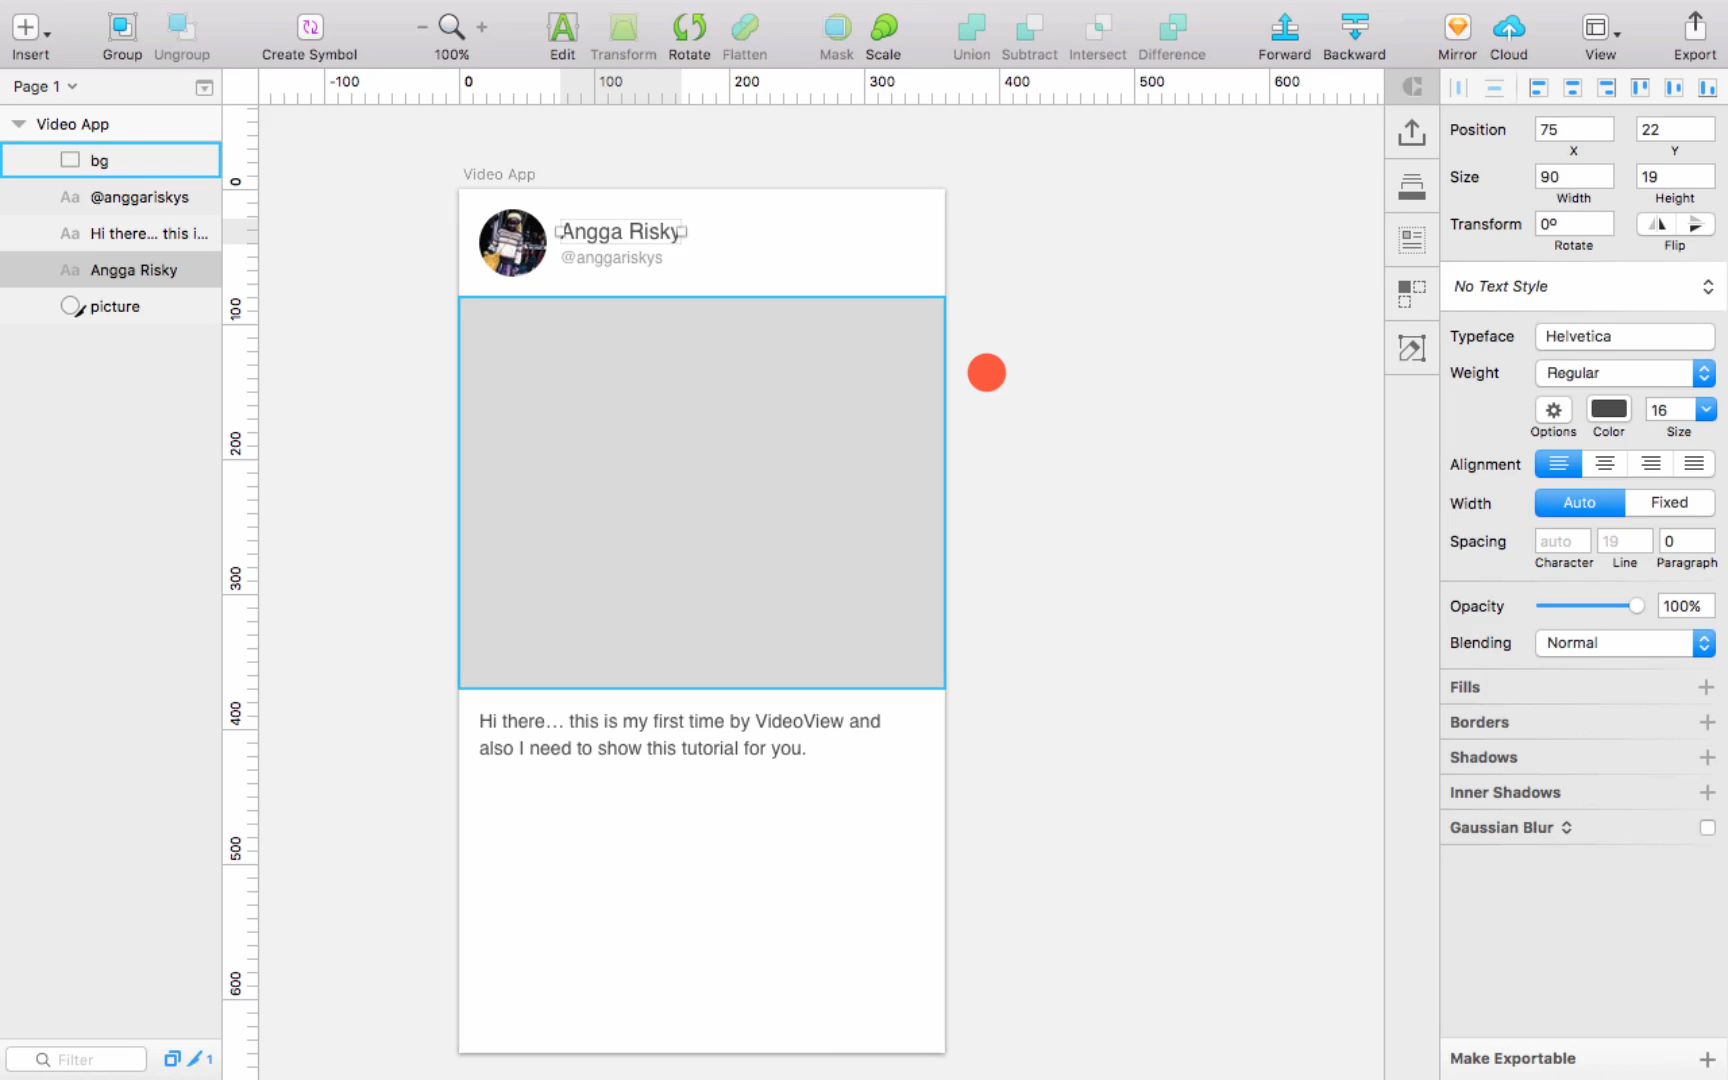 Insert
Group
Ungroup
Create Symbol
100%
Edit
Transform
Rotate
Flatten
Mask
Scale
Union
Subtract
Intersect
Difference
Forward
Backward
Mirror
Cloud
View
Export
Page 1
-100
0
100
200
300
400
500
600
Video App
bg
Aa @anggariskys
Aa Hi there... this i...
Aa Angga Risky
picture
0
100
200
300
400
500
600
Video App
Angga Risky
@anggariskys
Hi there… this is my first time by VideoView and
also I need to show this tutorial for you.
Position 75 22
X Y
Size 90 19
Width Height
Transform 0º
Rotate Flip
No Text Style
Typeface Helvetica
Weight Regular
16
Options Color Size
Alignment
Width Auto Fixed
Spacing auto 19 0
Character Line Paragraph
Opacity 100%
Blending Normal
Fills
Borders
Shadows
Inner Shadows
Gaussian Blur
Make Exportable
Filter
1